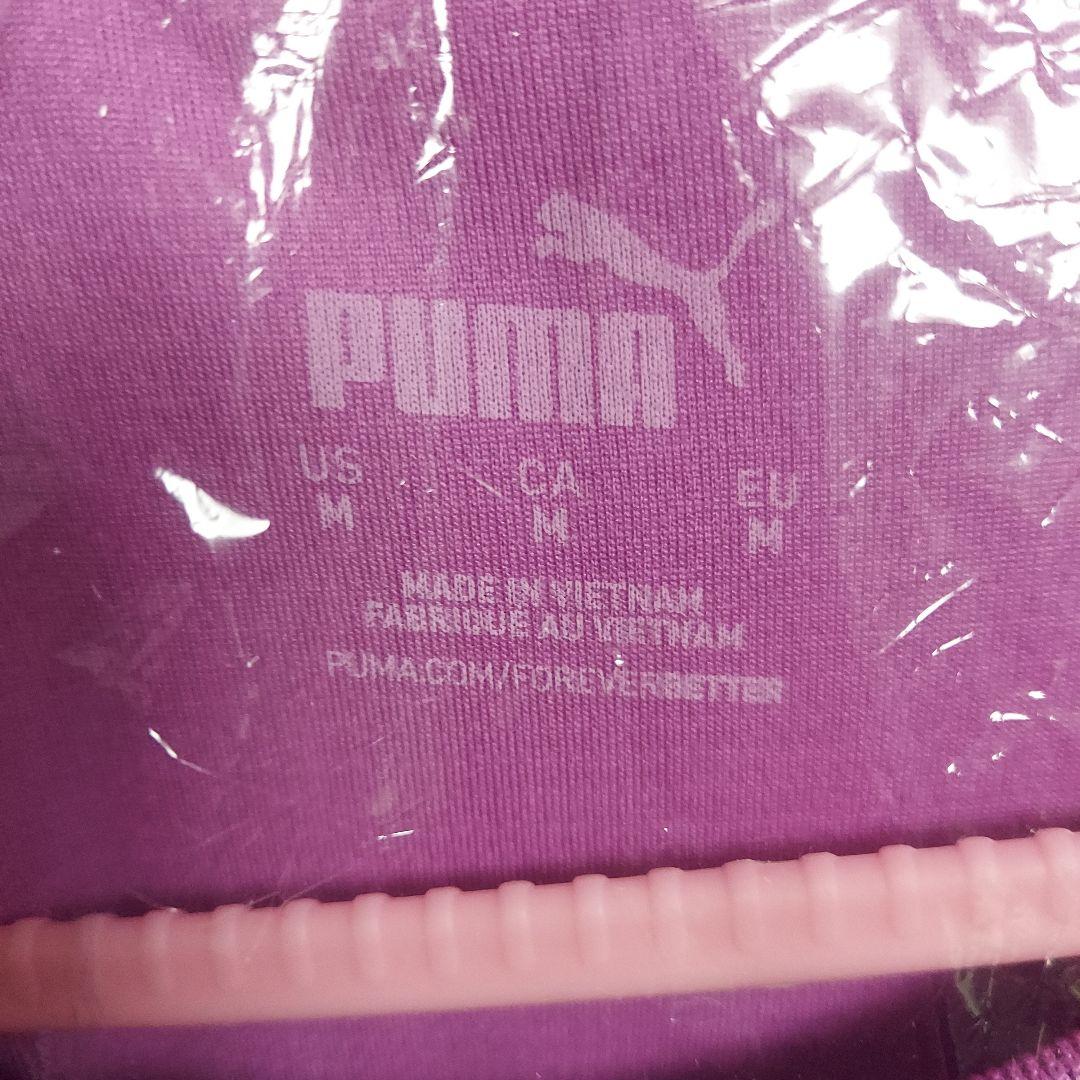 PUMA
US CA EU
M M M
MADE IN VIETNAM
FABRIQUE AU VIETNAM
PUMA.COM/FOREVERBETTER